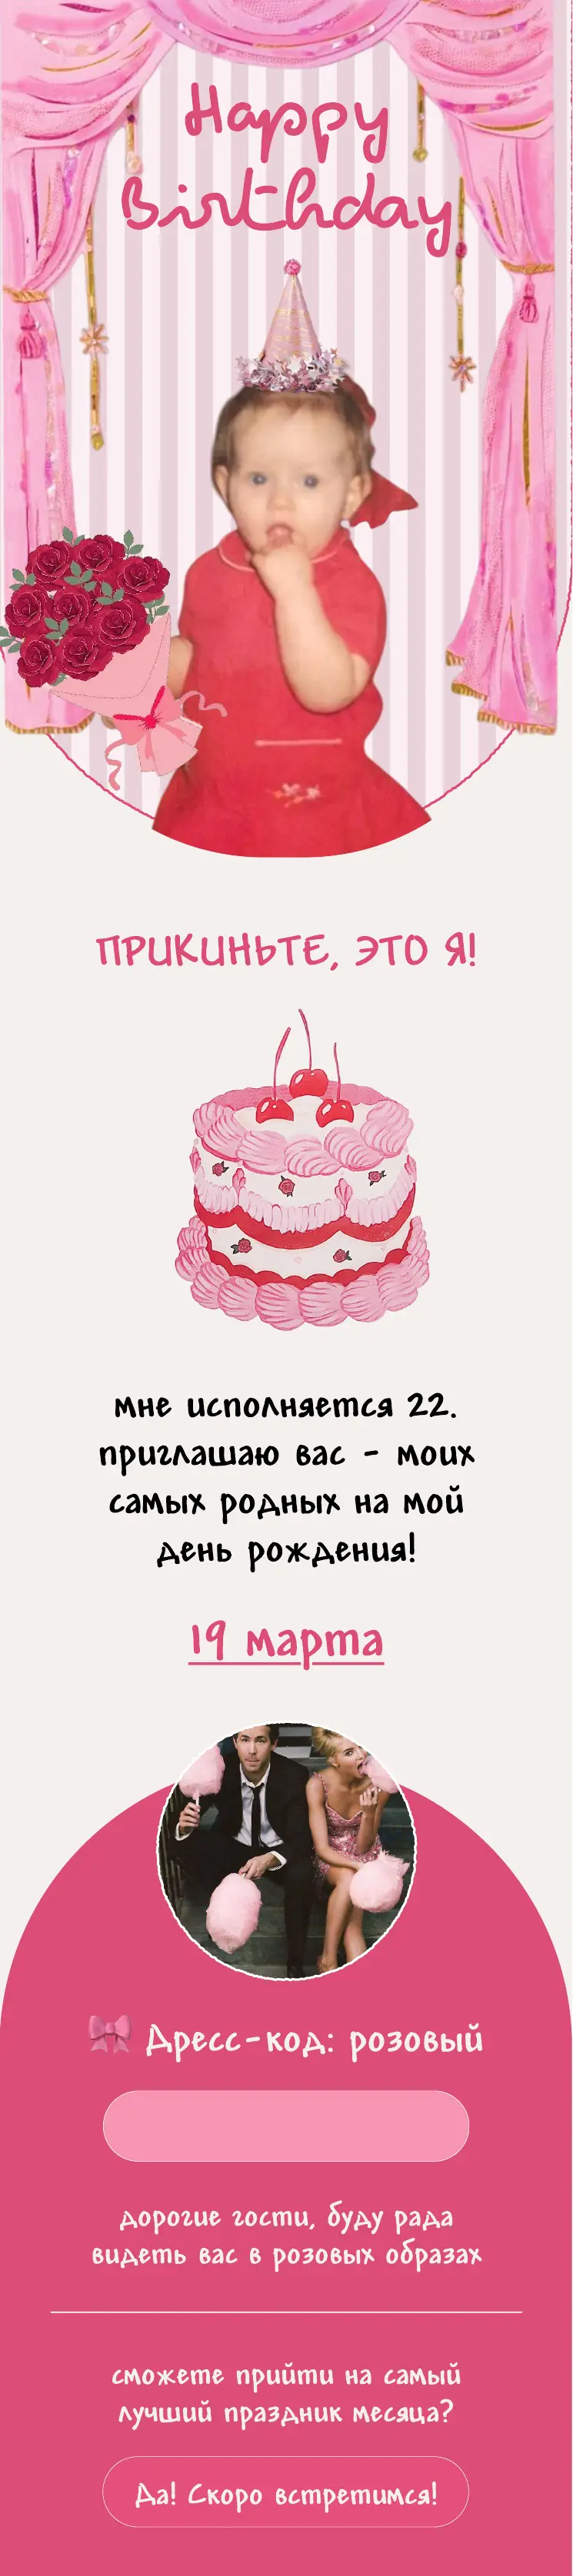 Happy
Birthday
ПРИКИНЬТЕ, ЭТО Я!
мне исполняется 22.
приглашаю вас - моих
самых родных на мой
день рождения!
19 марта
Дресс-код: розовый
дорогие гости, буду рада
видеть вас в розовых образах
сможете прийти на самый
лучший праздник месяца?
Да! Скоро встретимся!